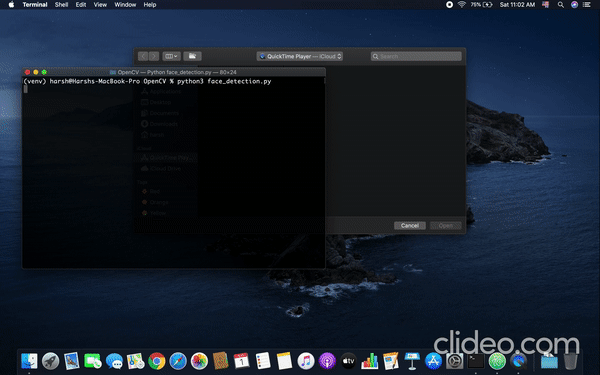 Terminal Shell Edit View Window Help
75% Sat 11:02 AM
QuickTime Player — iCloud
Search
OpenCV — Python face_detection.py — 80×24
(venv) harsh@Harshs-MacBook-Pro OpenCV % python3 face_detection.py
Cancel Open
clideo.com